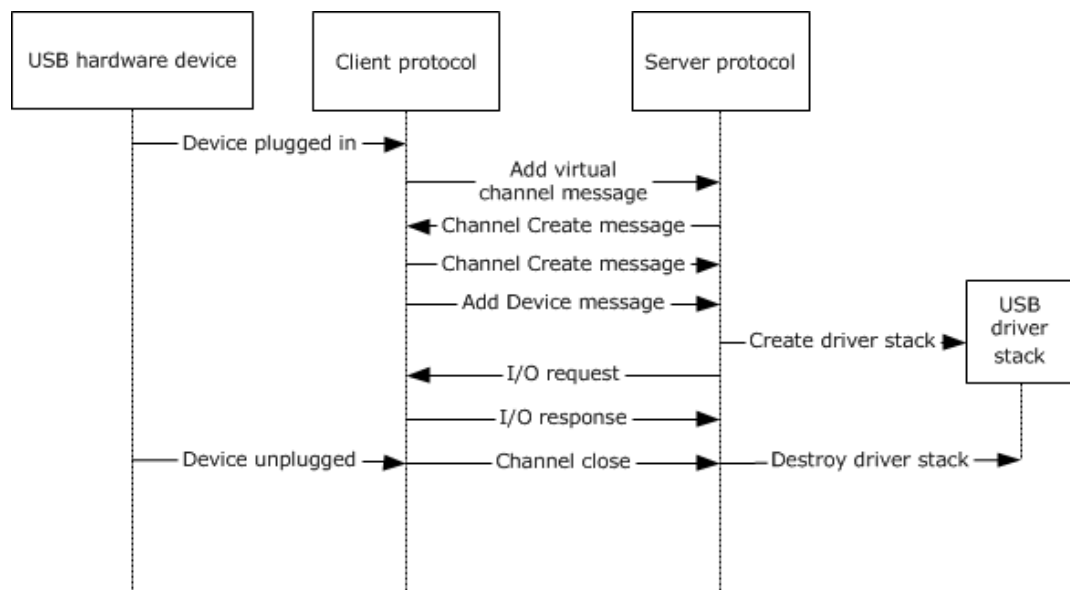 USB hardware device
Client protocol
Server protocol
Device plugged in
Add virtual
channel message
Channel Create message
Channel Create message
Add Device message
USB
driver
stack
Create driver stack
I/O request
I/O response
Device unplugged
Channel close
Destroy driver stack